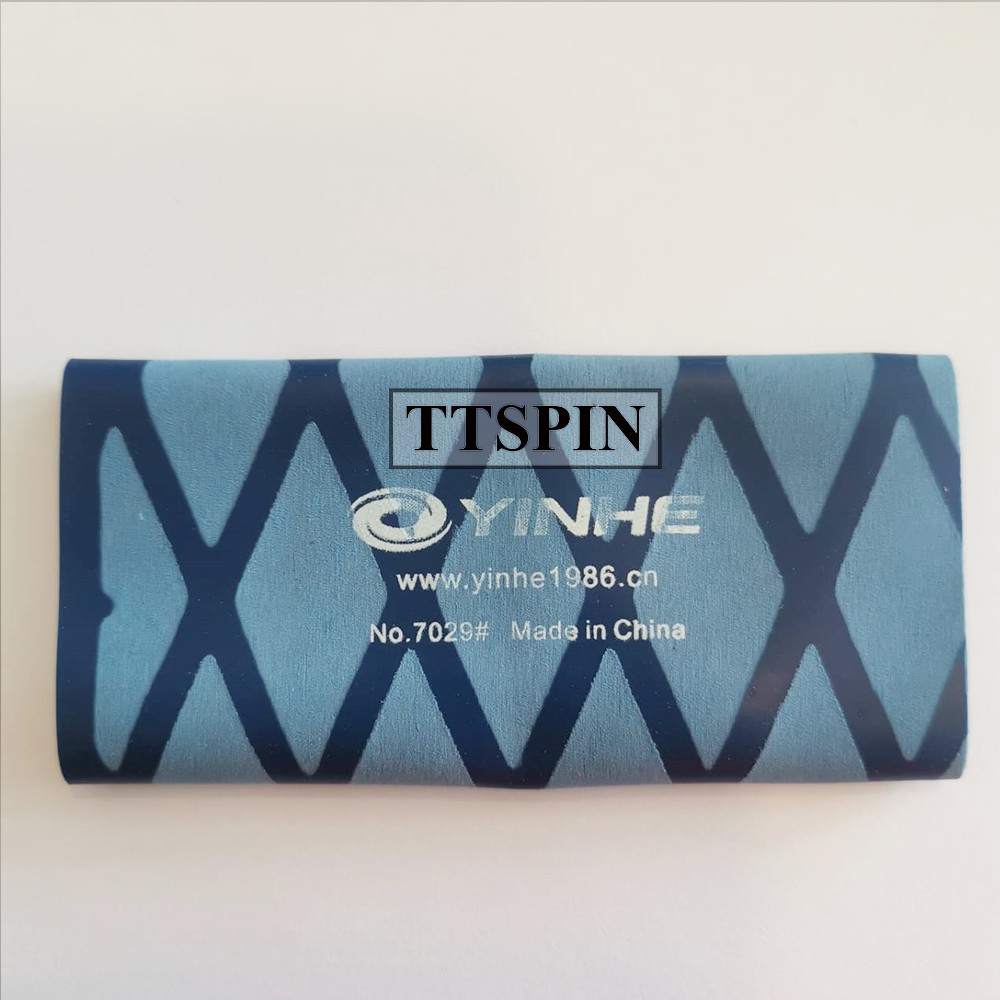 TTSPIN
YINHE
www.yinhe1986.cn
No.7029# Made in China